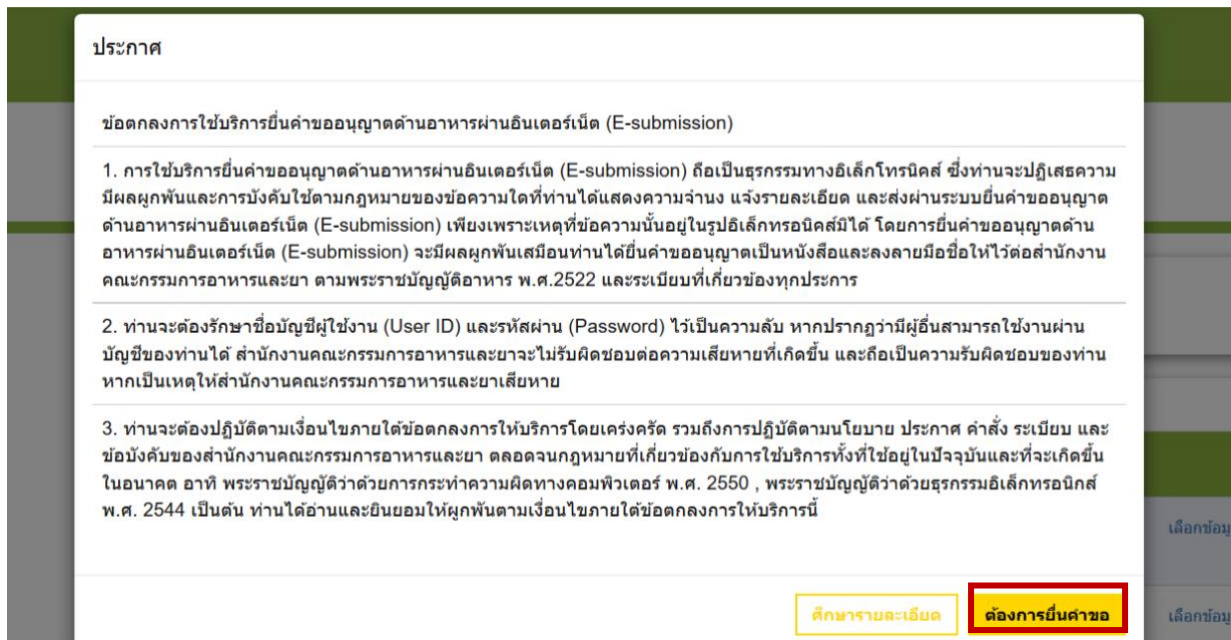 ประกาศ
ข้อตกลงการใช้บริการยื่นคำขออนุญาตด้านอาหารผ่านอินเตอร์เน็ต (E-submission)
1. การใช้บริการยื่นคำขออนุญาตด้านอาหารผ่านอินเตอร์เน็ต (E-submission) ถือเป็นธุรกรรมทางอิเล็กโทรนิคส์ ซึ่งท่านจะปฏิเสธความ
มีผลผูกพันและการบังคับใช้ตามกฎหมายของข้อความใดที่ท่านได้แสดงความจำนง แจ้งรายละเอียด และส่งผ่านระบบยื่นคำขออนุญาต
ด้านอาหารผ่านอินเตอร์เน็ต (E-submission) เพียงเพราะเหตุที่ข้อความนั้นอยู่ในรูปอิเล็กทรอนิคส์มิได้ โดยการยื่นคำขออนุญาตด้าน
อาหารผ่านอินเตอร์เน็ต (E-submission) จะมีผลผูกพันเสมือนท่านได้ยื่นคำขออนุญาตเป็นหนังสือและลงลายมือชื่อให้ไว้ต่อสำนักงาน
คณะกรรมการอาหารและยา ตามพระราชบัญญัติอาหาร พ.ศ.2522 และระเบียบที่เกี่ยวข้องทุกประการ
2. ท่านจะต้องรักษาชื่อบัญชีผู้ใช้งาน (User ID) และรหัสผ่าน (Password) ไว้เป็นความลับ หากปรากฏว่ามีผู้อื่นสามารถใช้งานผ่าน
บัญชีของท่านได้ สำนักงานคณะกรรมการอาหารและยาจะไม่รับผิดชอบต่อความเสียหายที่เกิดขึ้น และถือเป็นความรับผิดชอบของท่าน
หากเป็นเหตุให้สำนักงานคณะกรรมการอาหารและยาเสียหาย
3. ท่านจะต้องปฏิบัติตามเงื่อนไขภายใต้ข้อตกลงการให้บริการโดยเคร่งครัด รวมถึงการปฏิบัติตามนโยบาย ประกาศ คำสั่ง ระเบียบ และ
ข้อบังคับของสำนักงานคณะกรรมการอาหารและยา ตลอดจนกฎหมายที่เกี่ยวข้องกับการใช้บริการทั้งที่ใช้อยู่ในปัจจุบันและที่จะเกิดขึ้น
ในอนาคต อาทิ พระราชบัญญัติว่าด้วยการกระทำความผิดทางคอมพิวเตอร์ พ.ศ. 2550 , พระราชบัญญัติว่าด้วยธุรกรรมอิเล็กทรอนิกส์
พ.ศ. 2544 เป็นต้น ท่านได้อ่านและยินยอมให้ผูกพันตามเงื่อนไขภายใต้ข้อตกลงการให้บริการนี้
เลือกข้อมู
ศึกษารายละเอียด
ต้องการยื่นคำขอ
เลือกข้อมู